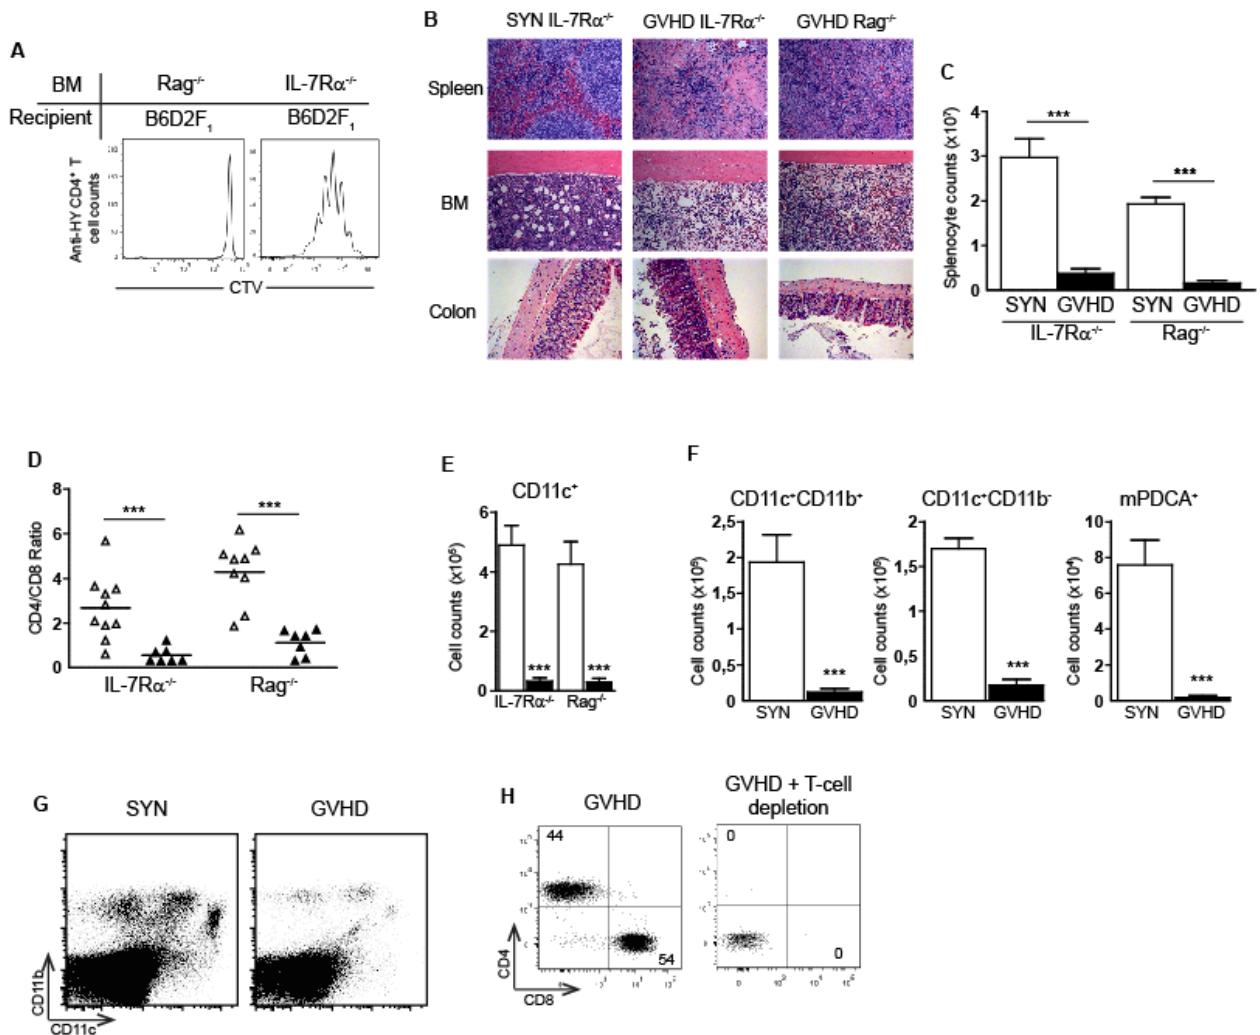 A
BM Rag-/- IL-7Rα-/-
Recipient B6D2F1 B6D2F1
Anti-HY CD4+ T
cell counts
CTV
B
SYN IL-7Rα-/- GVHD IL-7Rα-/- GVHD Rag-/-
Spleen
BM
Colon
C
Splenocyte counts (x10⁷)
4
3
2
1
0
*** ***
SYN GVHD SYN GVHD
IL-7Rα-/- Rag-/-
D
CD4/CD8 Ratio
8
6
4
2
0
*** ***
IL-7Rα-/- Rag-/-
E
CD11c+
Cell counts (x10⁵)
6
4
2
0
*** ***
IL-7Rα-/- Rag-/-
F
CD11c+CD11b+
Cell counts (x10⁶)
2,5
2
1,5
1
0,5
0
***
SYN GVHD
CD11c+CD11b-
Cell counts (x10⁶)
2
1,5
1
0,5
0
***
SYN GVHD
mPDCA+
Cell counts (x10⁴)
10
8
6
4
2
0
***
SYN GVHD
G
SYN GVHD
CD11b
CD11c
H
GVHD
GVHD + T-cell
depletion
44
54
0
0
CD4
CD8